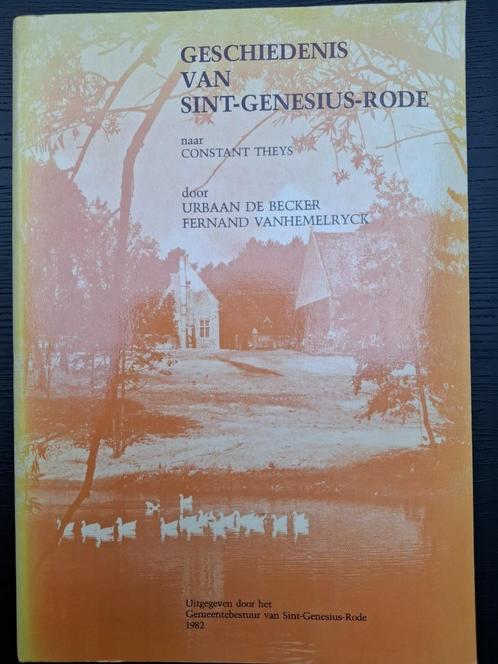 GESCHIEDENIS
VAN
SINT-GENESIUS-RODE
naar
CONSTANT THEYS
door
URBAAN DE BECKER
FERNAND VANHEMELRYCK
Uitgegeven door het
Gemeentebestuur van Sint-Genesius-Rode
1982